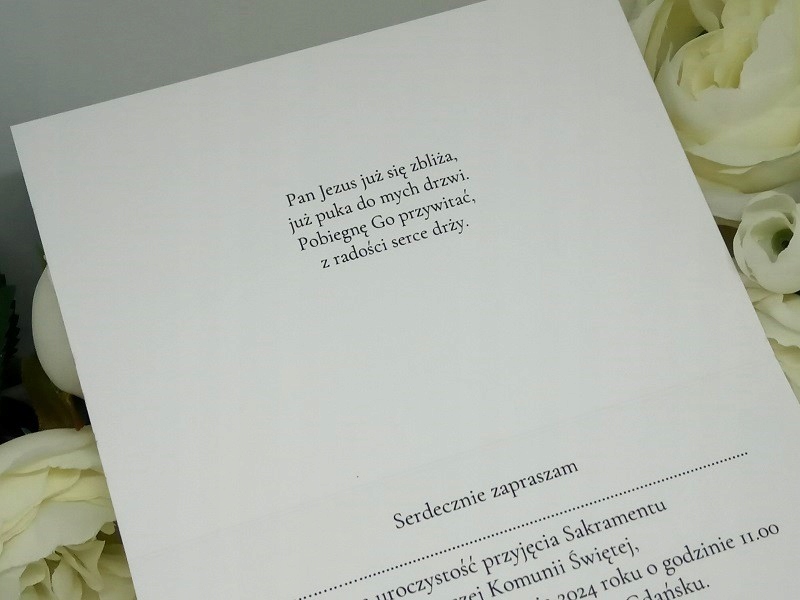 Pan Jezus już się zbliża,
już puka do mych drzwi.
Pobiegnę Go przywitać,
z radości serce drży.
Serdecznie zapraszam
uroczystość przyjęcia Sakramentu
Komunii Świętej,
2024 roku o godzinie 11.00
Gdańsku.